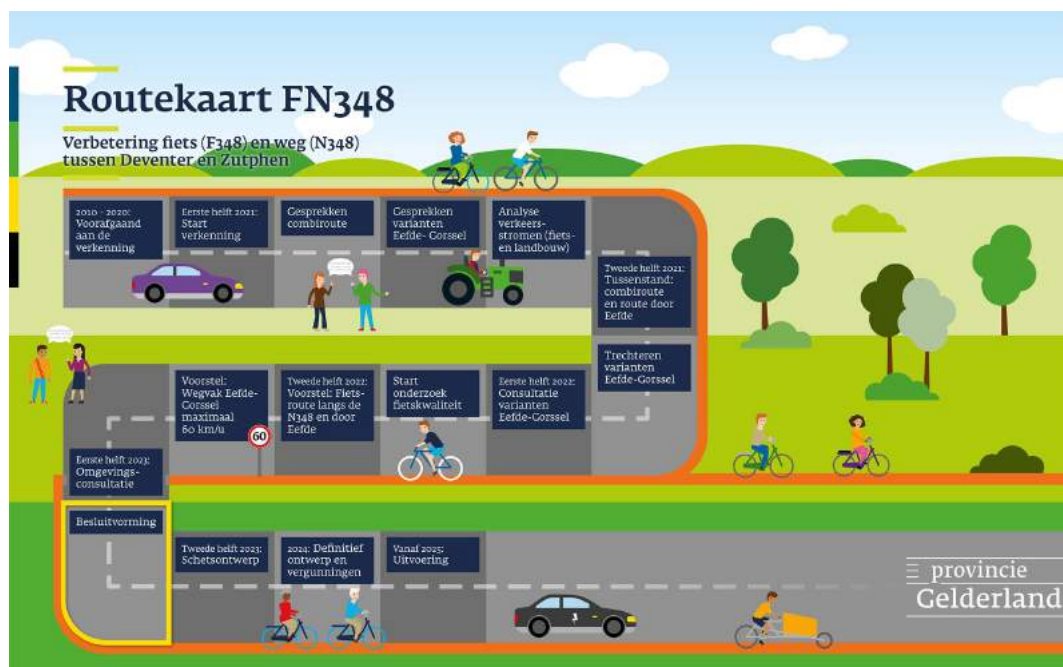 Routekaart FN348
Verbetering fiets (F348) en weg (N348)
tussen Deventer en Zutphen
2010 - 2020:
Voorafgaand
aan de
verkenning
Eerste helft 2021:
Start
verkenning
Gesprekken
combiroute
Gesprekken
varianten
Eefde- Gorssel
Analyse
verkeers-
stromen (fiets-
en landbouw)
Tweede helft 2021:
Tussenstand:
combiroute
en route door
Eefde
Trechteren
varianten
Eefde-Gorssel
Eerste helft 2022:
Consultatie
varianten
Eefde-Gorssel
Start
onderzoek
fietskwaliteit
Tweede helft 2022:
Voorstel: Fiets-
route langs de
N348 en door
Eefde
Voorstel:
Wegvak Eefde-
Gorssel
maximaal
60 km/u
60
Eerste helft 2023:
Omgevings-
consultatie
Besluitvorming
Tweede helft 2023:
Schetsontwerp
2024: Definitief
ontwerp en
vergunningen
Vanaf 2025:
Uitvoering
provincie
Gelderland